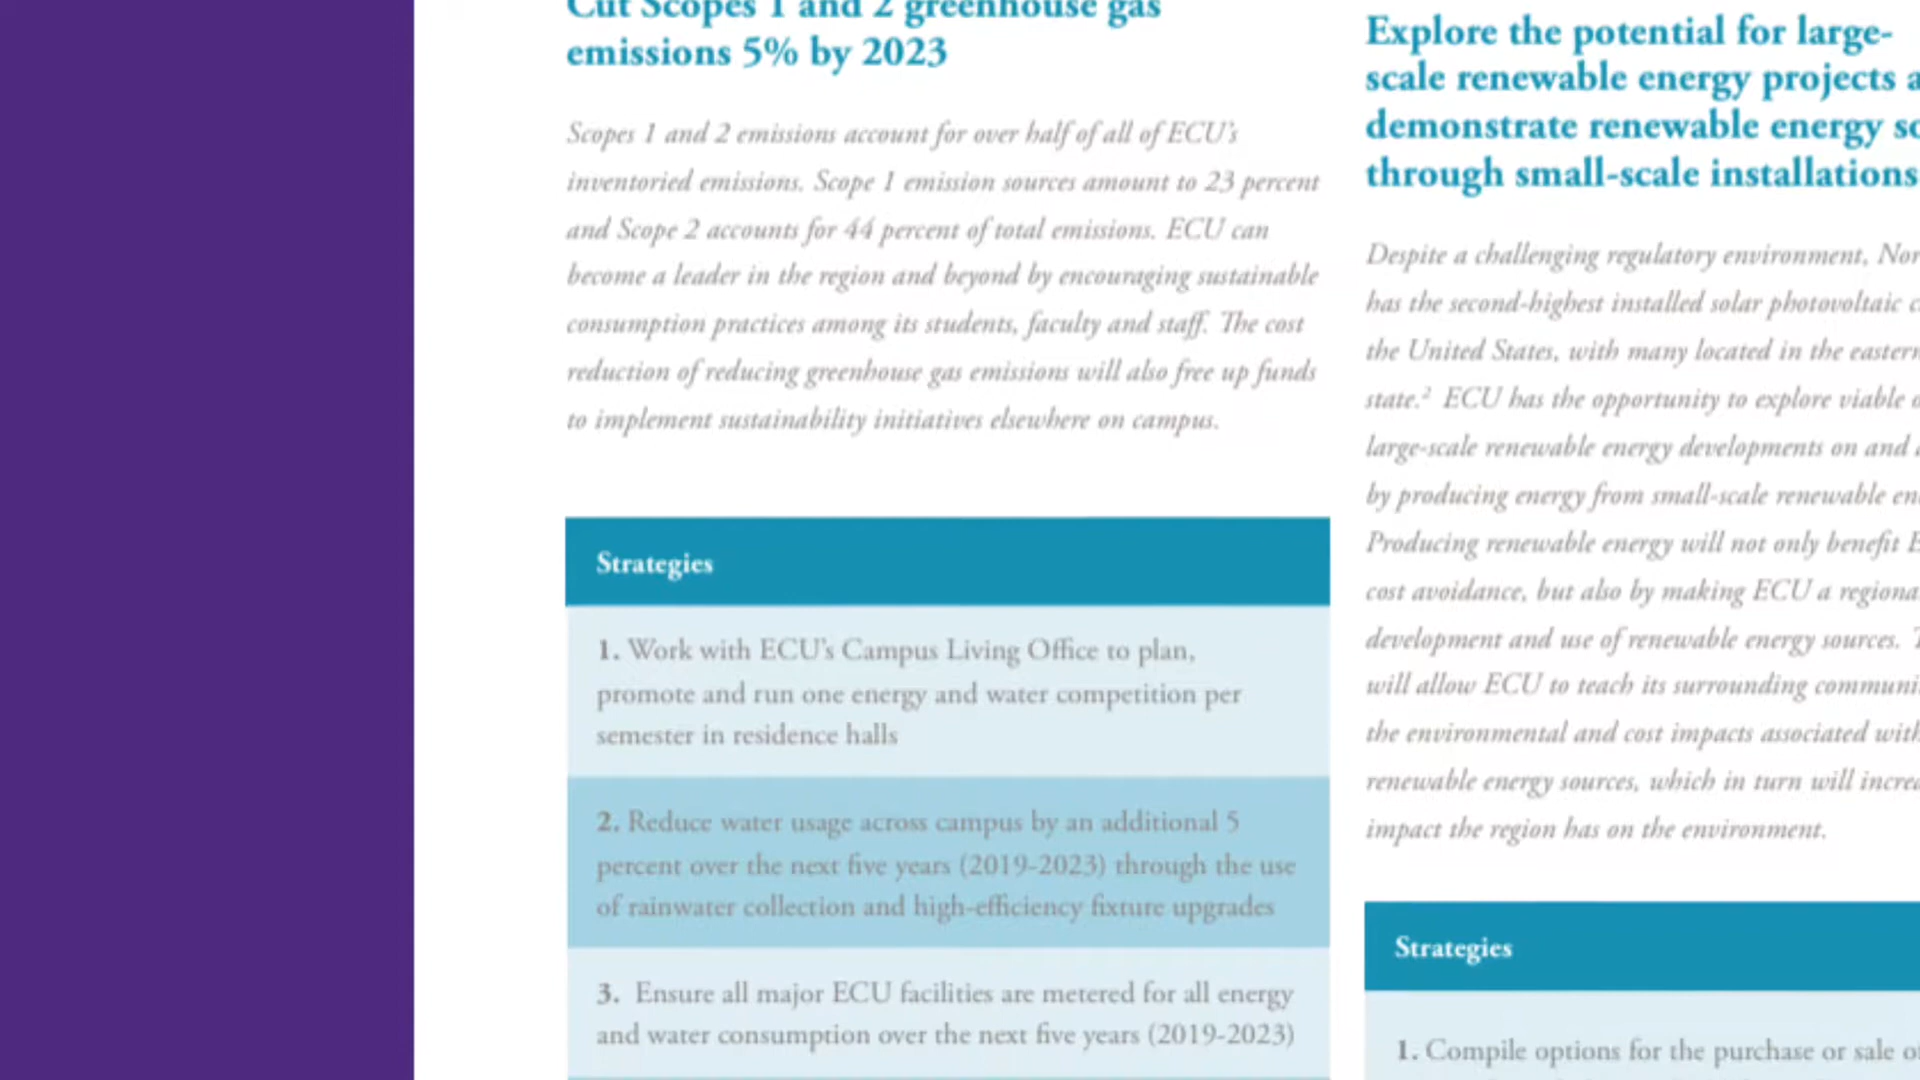 Cut Scopes 1 and 2 greenhouse gas
emissions 5% by 2023
Scopes 1 and 2 emissions account for over half of all of ECU's
inventoried emissions. Scope 1 emission sources amount to 23 percent
and Scope 2 accounts for 44 percent of total emissions. ECU can
become a leader in the region and beyond by encouraging sustainable
consumption practices among its students, faculty and staff. The cost
reduction of reducing greenhouse gas emissions will also free up funds
to implement sustainability initiatives elsewhere on campus.
Strategies
1. Work with ECU's Campus Living Office to plan,
promote and run one energy and water competition per
semester in residence halls
2. Reduce water usage across campus by an additional 5
percent over the next five years (2019-2023) through the use
of rainwater collection and high-efficiency fixture upgrades
3. Ensure all major ECU facilities are metered for all energy
and water consumption over the next five years (2019-2023)
Explore the potential for large-
scale renewable energy projects
demonstrate renewable energy
through small-scale installations
Despite a challenging regulatory environment,
has the second-highest installed solar photovoltaic
the United States, with many located in the eastern
state.² ECU has the opportunity to explore viable
large-scale renewable energy developments on and
by producing energy from small-scale renewable
Producing renewable energy will not only benefit
cost avoidance, but also by making ECU a
development and use of renewable energy sources.
will allow ECU to teach its surrounding
the environmental and cost impacts associated with
renewable energy sources, which in turn will
impact the region has on the environment.
Strategies
1. Compile options for the purchase or sale of